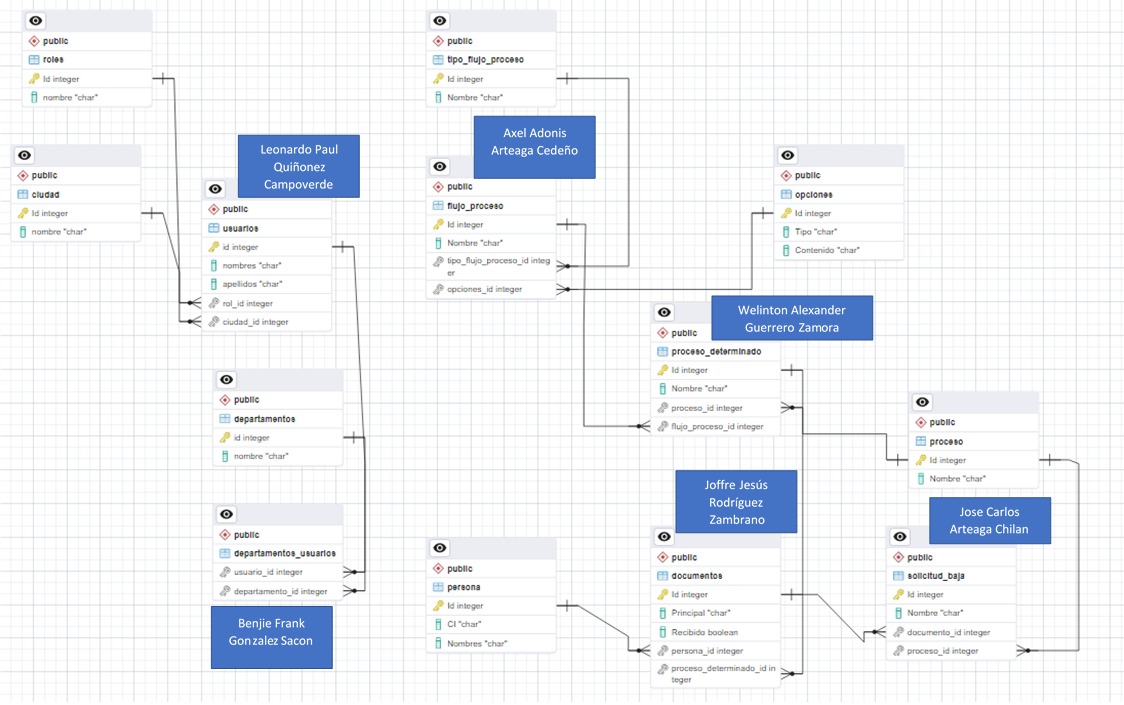 public
roles
Id integer
nombre "char"
public
ciudad
Id integer
nombre "char"
Leonardo Paul
Quiñonez
Campoverde
public
usuarios
id integer
nombres "char"
apellidos "char"
rol_id integer
ciudad_id integer
public
departamentos
id integer
nombre "char"
public
departamentos_usuarios
usuario_id integer
departamento_id integer
Benjie Frank
Gonzalez Sacon
public
tipo_flujo_proceso
Id integer
Nombre "char"
Axel Adonis
Arteaga Cedeño
public
flujo_proceso
Id integer
Nombre "char"
tipo_flujo_proceso_id integ
er
opciones_id integer
public
opciones
Id integer
Tipo "char"
Contenido "char"
Welinton Alexander
Guerrero Zamora
public
proceso_determinado
Id integer
Nombre "char"
proceso_id integer
flujo_proceso_id integer
public
proceso
Id integer
Nombre "char"
Joffre Jesús
Rodríguez
Zambrano
Jose Carlos
Arteaga Chilan
public
persona
Id integer
CI "char"
Nombres "char"
public
documentos
Id integer
Principal "char"
Recibido boolean
persona_id integer
proceso_determinado_id in
teger
public
solicitud_baja
Id integer
Nombre "char"
documento_id integer
proceso_id integer